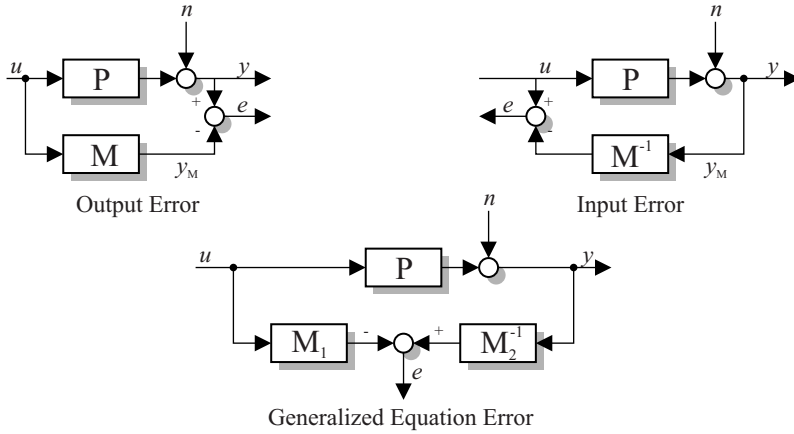 n
n
u
P
y
u
P
y
+
e
-
e
+
-
M
y_M
M^{-1}
y_M
Output Error
Input Error
n
u
P
y
M_1
-
+
M_2^{-1}
e
Generalized Equation Error